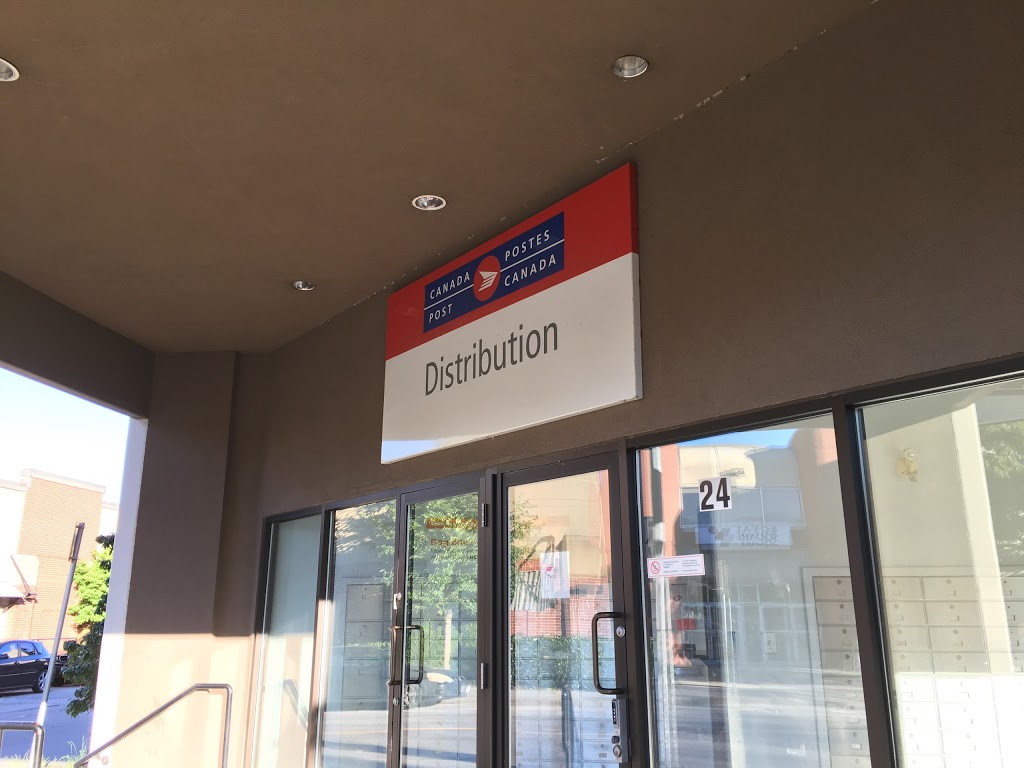 CANADA POSTES
POST CANADA
Distribution
24